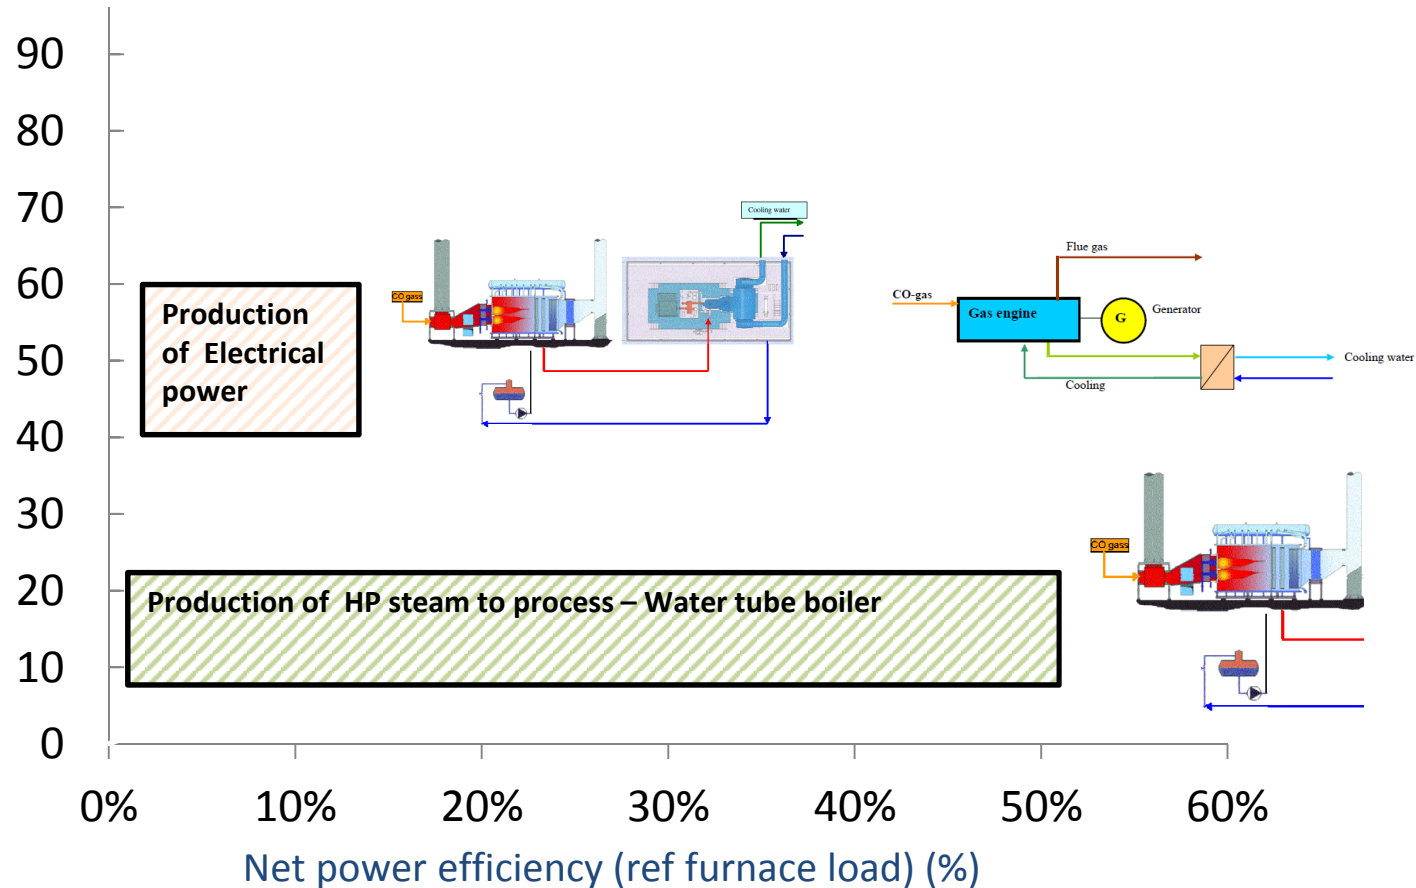 90
80
70
60
50
40
30
20
10
0
Production
of Electrical
power
CO gass
Cooling water
Flue gas
CO-gas
Gas engine
G
Generator
Cooling water
Cooling
CO gass
Production of HP steam to process – Water tube boiler
0% 10% 20% 30% 40% 50% 60%
Net power efficiency (ref furnace load) (%)